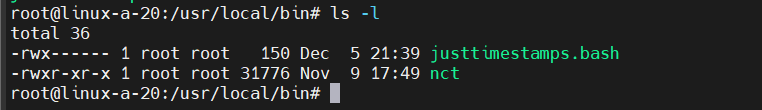 root@linux-a-20:/usr/local/bin# ls -l
total 36
-rwx------ 1 root root   150 Dec  5 21:39 justtimestamps.bash
-rwxr-xr-x 1 root root 31776 Nov  9 17:49 nct
root@linux-a-20:/usr/local/bin#